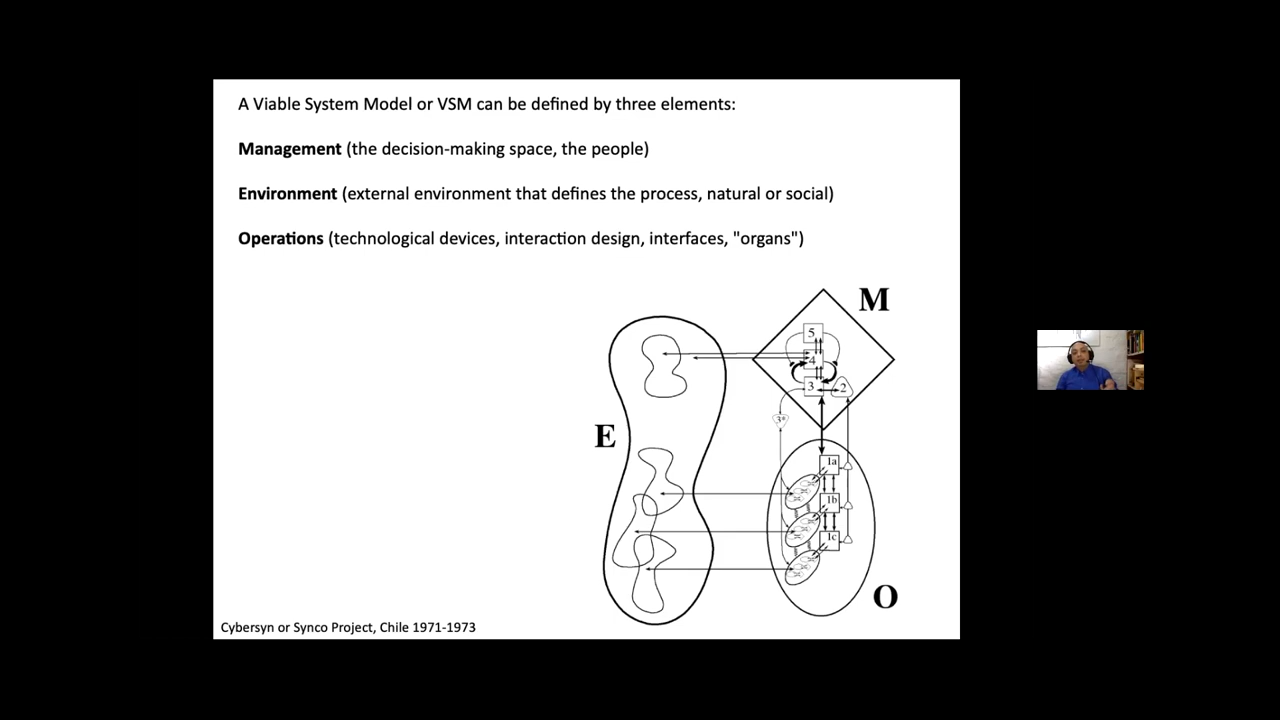 A Viable System Model or VSM can be defined by three elements:
Management (the decision-making space, the people)
Environment (external environment that defines the process, natural or social)
Operations (technological devices, interaction design, interfaces, "organs")
M
5
4
3
2
3*
E
1a
1b
1c
O
Cybersyn or Synco Project, Chile 1971-1973